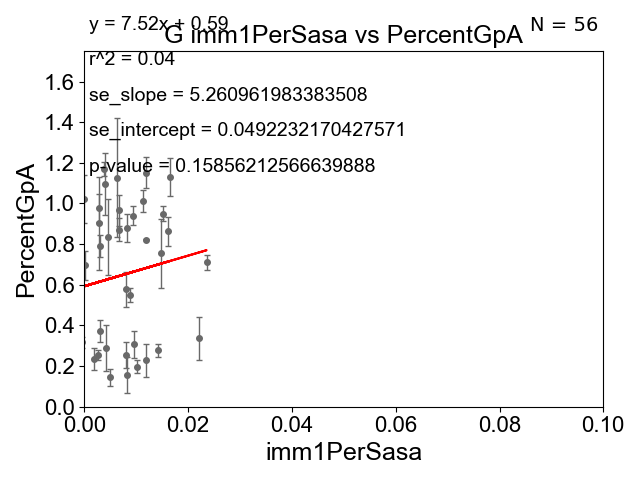 y = 7.52x + 0.59
N = 56
G imm1PerSasa vs PercentGpA
r^2 = 0.04
se_slope = 5.260961983383508
se_intercept = 0.0492232170427571
p-value = 0.15856212566639888
PercentGpA
1.6
1.4
1.2
1.0
0.8
0.6
0.4
0.2
0.0
0.00 0.02 0.04 0.06 0.08 0.10
imm1PerSasa